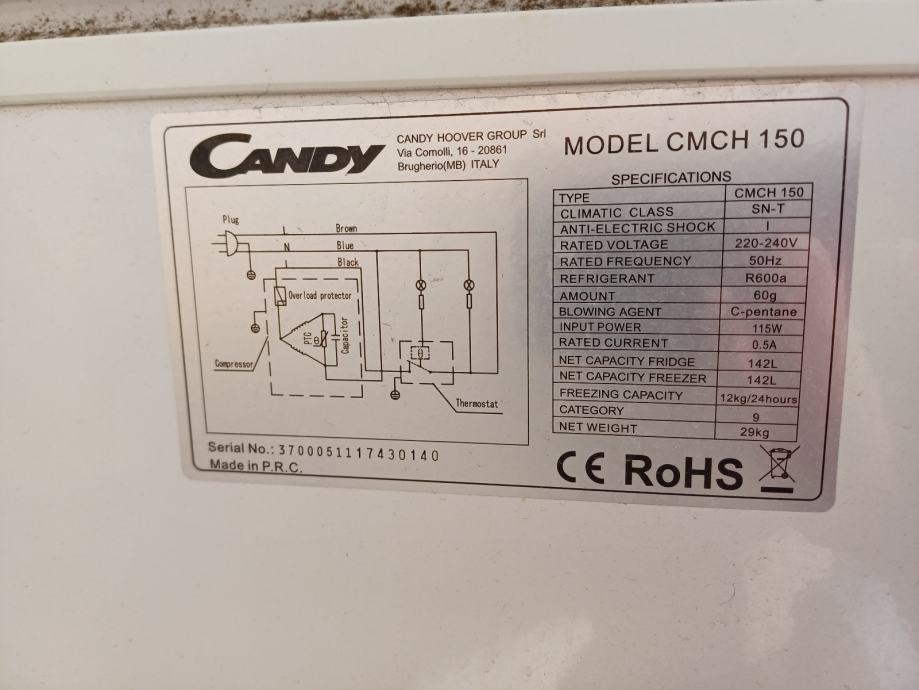 CANDY
CANDY HOOVER GROUP Srl
Via Comolli, 16 - 20861
Brugherio(MB) ITALY
MODEL CMCH 150
Plug
L Brown
N Blue
Black
Overload protector
PTC
θ
Capacitor
θ
Compressor
Thermostat
Serial No.: 3700051117430140
Made in P.R.C.
SPECIFICATIONS
TYPE CMCH 150
CLIMATIC CLASS SN-T
ANTI-ELECTRIC SHOCK I
RATED VOLTAGE 220-240V
RATED FREQUENCY 50Hz
REFRIGERANT R600a
AMOUNT 60g
BLOWING AGENT C-pentane
INPUT POWER 115W
RATED CURRENT 0.5A
NET CAPACITY FRIDGE 142L
NET CAPACITY FREEZER 142L
FREEZING CAPACITY 12kg/24hours
CATEGORY 9
NET WEIGHT 29kg
CE RoHS